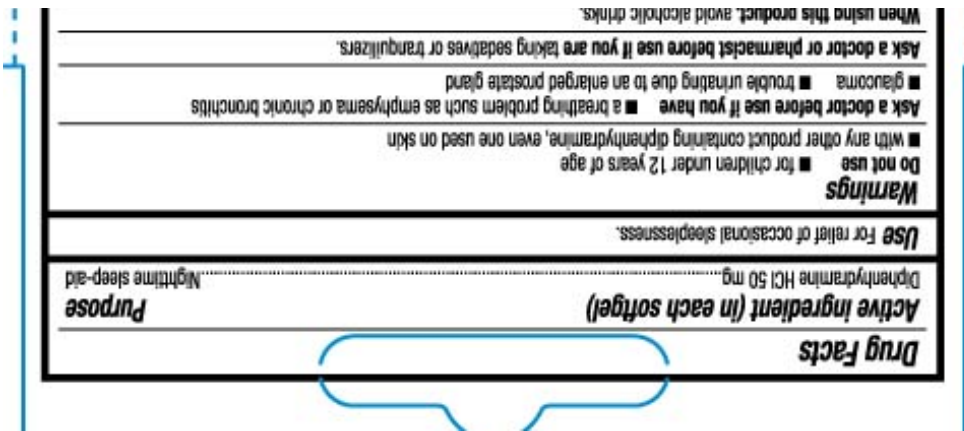 Drug Facts
Active ingredient (in each softgel) Purpose
Diphenhydramine HCl 50 mg Nighttime sleep-aid
Use For relief of occasional sleeplessness.
Warnings
Do not use ■ for children under 12 years of age
■ with any other product containing diphenhydramine, even one used on skin
Ask a doctor before use if you have ■ a breathing problem such as emphysema or chronic bronchitis
■ glaucoma ■ trouble urinating due to an enlarged prostate gland
Ask a doctor or pharmacist before use if you are taking sedatives or tranquilizers.
When using this product, avoid alcoholic drinks.